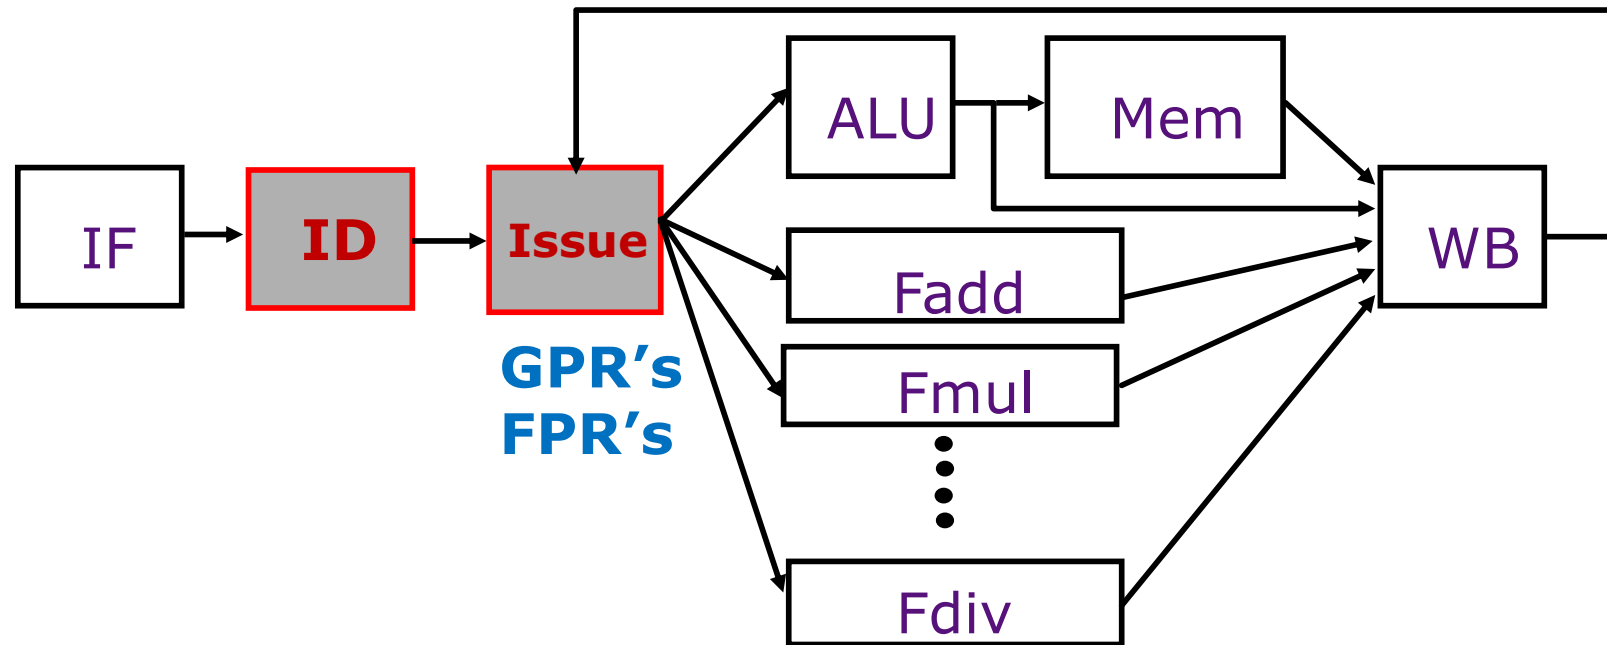 IF
ID
Issue
GPR's
FPR's
ALU
Mem
Fadd
Fmul
Fdiv
WB